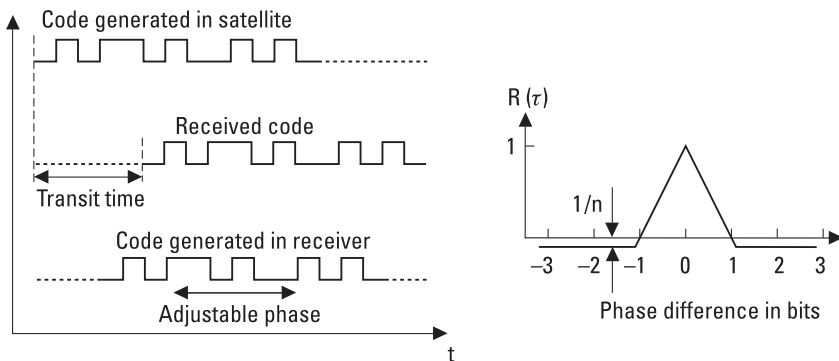 Code generated in satellite
Received code
Transit time
Code generated in receiver
Adjustable phase
t
R (τ)
1
1/n
–3 –2 –1 0 1 2 3
Phase difference in bits